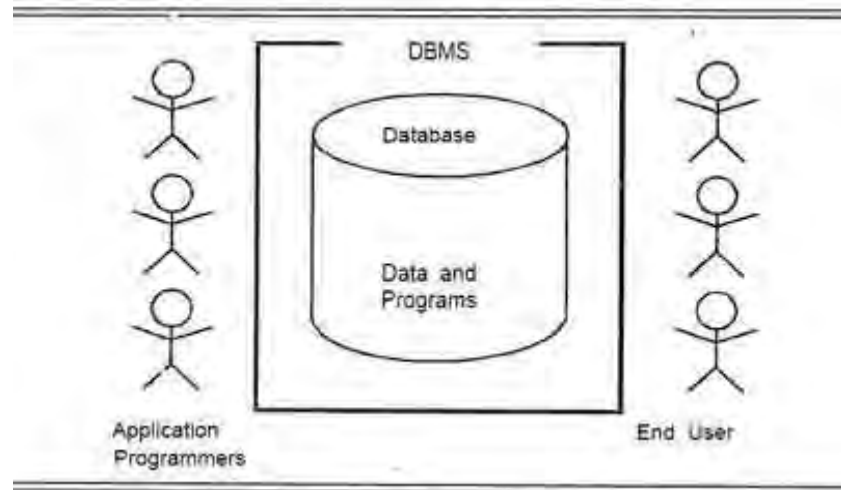 DBMS
Database
Data and
Programs
Application
Programmers
End User